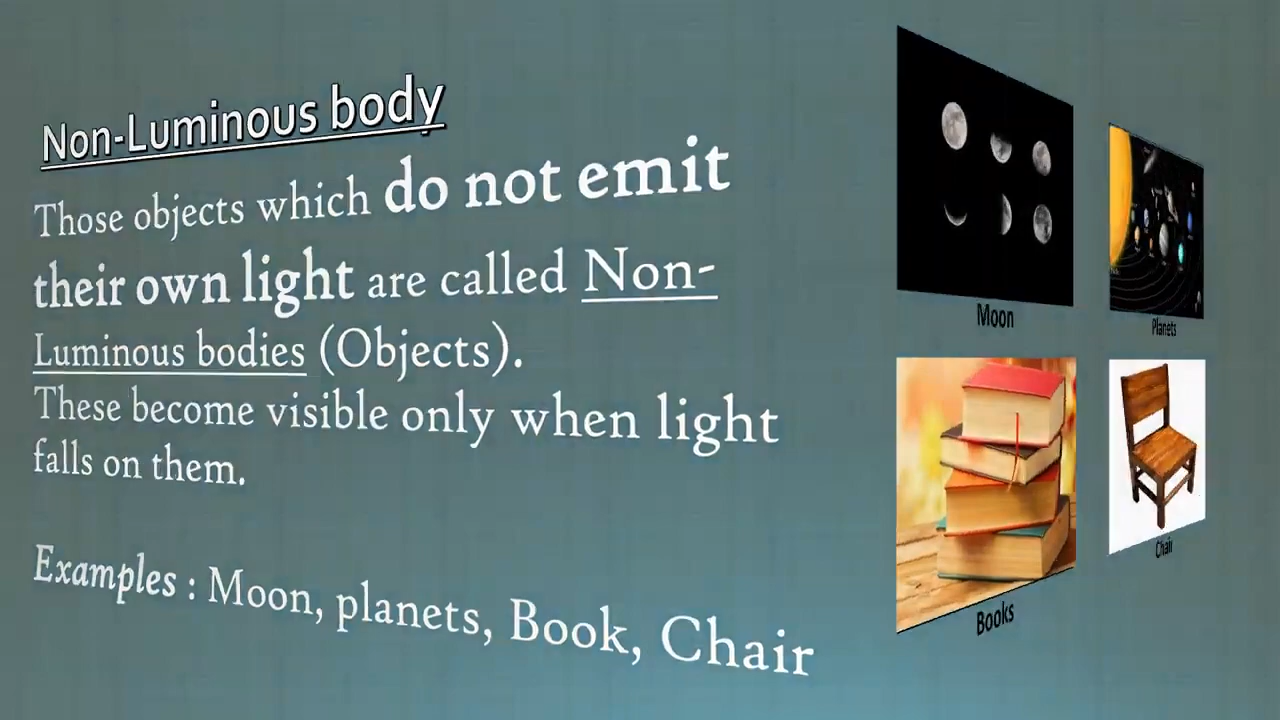 Non-Luminous body
Those objects which do not emit
their own light are called Non-
Luminous bodies (Objects).
These become visible only when light
falls on them.
Examples : Moon, planets, Book, Chair
Moon
Planets
Books
Chair